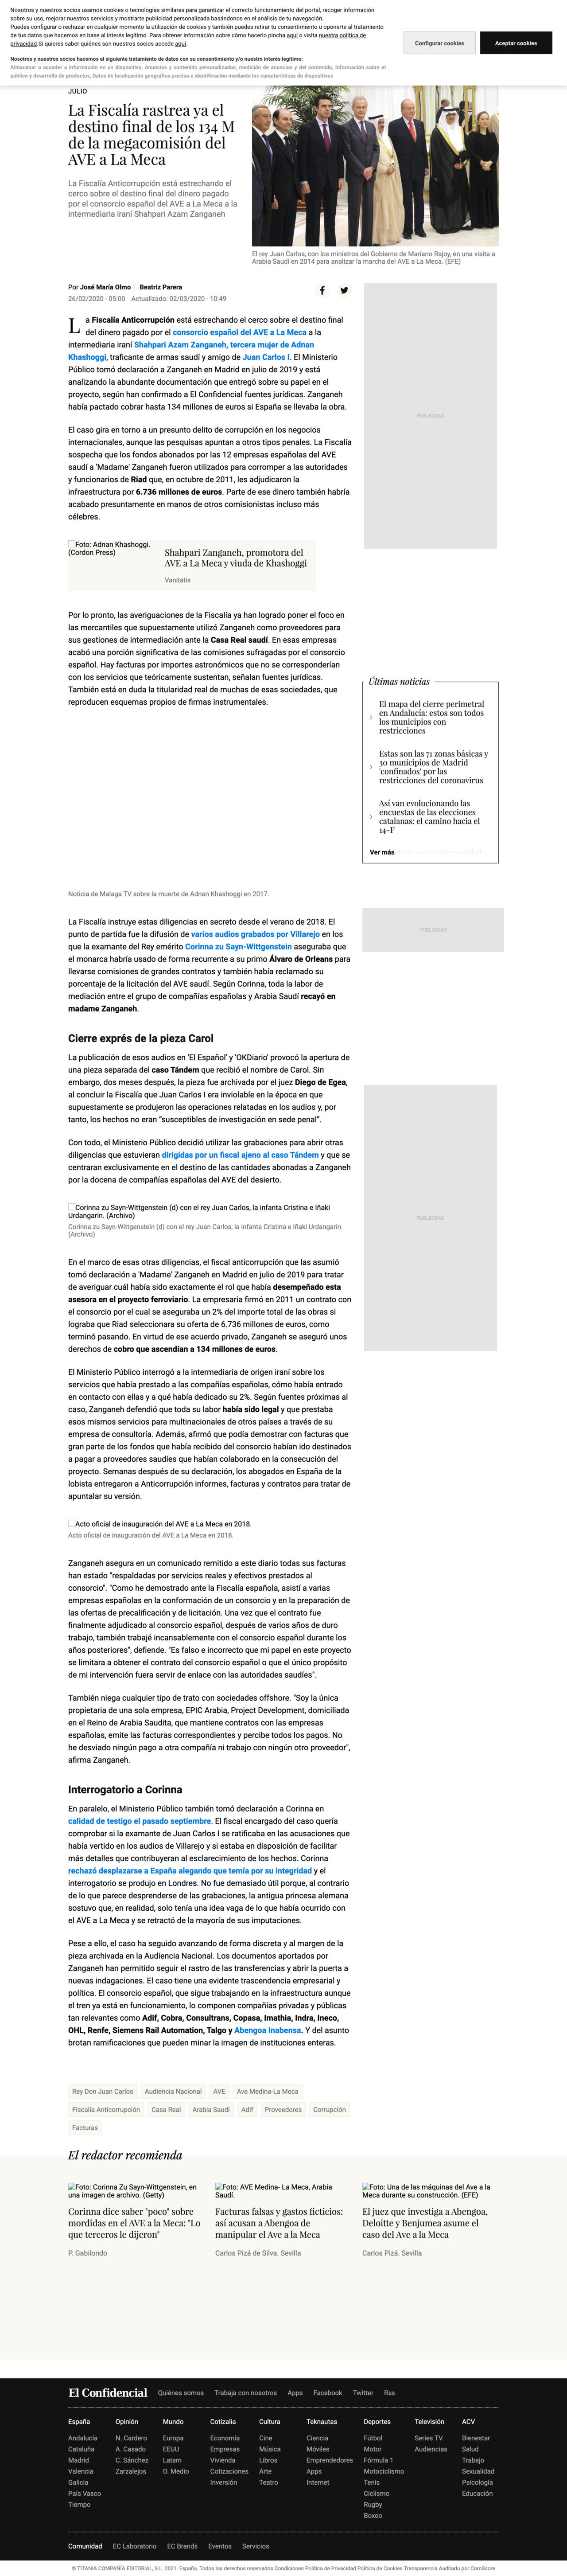 Nosotros y nuestros socios usamos cookies o tecnologías similares para garantizar el correcto funcionamiento del portal, recoger información
sobre su uso, mejorar nuestros servicios y mostrarte publicidad personalizada basándonos en el análisis de tu navegación.
Puedes configurar o rechazar en cualquier momento la utilización de cookies y también puedes retirar tu consentimiento u oponerte al tratamiento
de tus datos que hacemos en base al interés legítimo. Para obtener información sobre cómo hacerlo pincha aquí o visita nuestra política de
privacidad.Si quieres saber quiénes son nuestros socios accede aquí.
Nosotros y nuestros socios hacemos el siguiente tratamiento de datos con su consentimiento y/o nuestro interés legítimo:
Almacenar o acceder a información en un dispositivo, Anuncios y contenido personalizados, medición de anuncios y del contenido, información sobre el
público y desarrollo de productos, Datos de localización geográfica precisa e identificación mediante las características de dispositivos
Configurar cookies
Aceptar cookies
JULIO
La Fiscalía rastrea ya el
destino final de los 134 M
de la megacomisión del
AVE a La Meca
La Fiscalía Anticorrupción está estrechando el
cerco sobre el destino final del dinero pagado
por el consorcio español del AVE a La Meca a la
intermediaria iraní Shahpari Azam Zanganeh
El rey Juan Carlos, con los ministros del Gobierno de Mariano Rajoy, en una visita a
Arabia Saudí en 2014 para analizar la marcha del AVE a La Meca. (EFE)
Por José María Olmo | Beatriz Parera
26/02/2020 - 05:00 Actualizado: 02/03/2020 - 10:49
La Fiscalía Anticorrupción está estrechando el cerco sobre el destino final
del dinero pagado por el consorcio español del AVE a La Meca a la
intermediaria iraní Shahpari Azam Zanganeh, tercera mujer de Adnan
Khashoggi, traficante de armas saudí y amigo de Juan Carlos I. El Ministerio
Público tomó declaración a Zanganeh en Madrid en julio de 2019 y está
analizando la abundante documentación que entregó sobre su papel en el
proyecto, según han confirmado a El Confidencial fuentes jurídicas. Zanganeh
había pactado cobrar hasta 134 millones de euros si España se llevaba la obra.
El caso gira en torno a un presunto delito de corrupción en los negocios
internacionales, aunque las pesquisas apuntan a otros tipos penales. La Fiscalía
sospecha que los fondos abonados por las 12 empresas españolas del AVE
saudí a 'Madame' Zanganeh fueron utilizados para corromper a las autoridades
y funcionarios de Riad que, en octubre de 2011, les adjudicaron la
infraestructura por 6.736 millones de euros. Parte de ese dinero también habría
acabado presuntamente en manos de otros comisionistas incluso más
célebres.
PUBLICIDAD
Foto: Adnan Khashoggi.
(Cordon Press)
Shahpari Zanganeh, promotora del
AVE a La Meca y viuda de Khashoggi
Vanitatis
Por lo pronto, las averiguaciones de la Fiscalía ya han logrado poner el foco en
las mercantiles que supuestamente utilizó Zanganeh como proveedores para
sus gestiones de intermediación ante la Casa Real saudí. En esas empresas
acabó una porción significativa de las comisiones sufragadas por el consorcio
español. Hay facturas por importes astronómicos que no se corresponderían
con los servicios que teóricamente sustentan, señalan fuentes jurídicas.
También está en duda la titularidad real de muchas de esas sociedades, que
reproducen esquemas propios de firmas instrumentales.
Últimas noticias
El mapa del cierre perimetral
en Andalucía: estos son todos
los municipios con
restricciones
Estas son las 71 zonas básicas y
30 municipios de Madrid
'confinados' por las
restricciones del coronavirus
Así van evolucionando las
encuestas de las elecciones
catalanas: el camino hacia el
14-F
Ver más
Noticia de Malaga TV sobre la muerte de Adnan Khashoggi en 2017.
PUBLICIDAD
La Fiscalía instruye estas diligencias en secreto desde el verano de 2018. El
punto de partida fue la difusión de varios audios grabados por Villarejo en los
que la examante del Rey emérito Corinna zu Sayn-Wittgenstein aseguraba que
el monarca habría usado de forma recurrente a su primo Álvaro de Orleans para
llevarse comisiones de grandes contratos y también había reclamado su
porcentaje de la licitación del AVE saudí. Según Corinna, toda la labor de
mediación entre el grupo de compañías españolas y Arabia Saudí recayó en
madame Zanganeh.
Cierre exprés de la pieza Carol
La publicación de esos audios en 'El Español' y 'OKDiario' provocó la apertura de
una pieza separada del caso Tándem que recibió el nombre de Carol. Sin
embargo, dos meses después, la pieza fue archivada por el juez Diego de Egea,
al concluir la Fiscalía que Juan Carlos I era inviolable en la época en que
supuestamente se produjeron las operaciones relatadas en los audios y, por
tanto, los hechos no eran “susceptibles de investigación en sede penal”.
Con todo, el Ministerio Público decidió utilizar las grabaciones para abrir otras
diligencias que estuvieran dirigidas por un fiscal ajeno al caso Tándem y que se
centraran exclusivamente en el destino de las cantidades abonadas a Zanganeh
por la docena de compañías españolas del AVE del desierto.
PUBLICIDAD
Corinna zu Sayn-Wittgenstein (d) con el rey Juan Carlos, la infanta Cristina e Iñaki
Urdangarin. (Archivo)
Corinna zu Sayn-Wittgenstein (d) con el rey Juan Carlos, la infanta Cristina e Iñaki Urdangarin.
(Archivo)
En el marco de esas otras diligencias, el fiscal anticorrupción que las asumió
tomó declaración a 'Madame' Zanganeh en Madrid en julio de 2019 para tratar
de averiguar cuál había sido exactamente el rol que había desempeñado esta
asesora en el proyecto ferroviario. La empresaria firmó en 2011 un contrato con
el consorcio por el cual se aseguraba un 2% del importe total de las obras si
lograba que Riad seleccionara su oferta de 6.736 millones de euros, como
terminó pasando. En virtud de ese acuerdo privado, Zanganeh se aseguró unos
derechos de cobro que ascendían a 134 millones de euros.
El Ministerio Público interrogó a la intermediaria de origen iraní sobre los
servicios que había prestado a las compañías españolas, cómo había entrado
en contacto con ellas y a qué había dedicado su 2%. Según fuentes próximas al
caso, Zanganeh defendió que toda su labor había sido legal y que prestaba
esos mismos servicios para multinacionales de otros países a través de su
empresa de consultoría. Además, afirmó que podía demostrar con facturas que
gran parte de los fondos que había recibido del consorcio habían ido destinados
a pagar a proveedores saudíes que habían colaborado en la consecución del
proyecto. Semanas después de su declaración, los abogados en España de la
lobista entregaron a Anticorrupción informes, facturas y contratos para tratar de
apuntalar su versión.
Acto oficial de inauguración del AVE a La Meca en 2018.
Acto oficial de inauguración del AVE a La Meca en 2018.
Zanganeh asegura en un comunicado remitido a este diario todas sus facturas
han estado "respaldadas por servicios reales y efectivos prestados al
consorcio". "Como he demostrado ante la Fiscalía española, asistí a varias
empresas españolas en la conformación de un consorcio y en la preparación de
las ofertas de precalificación y de licitación. Una vez que el contrato fue
finalmente adjudicado al consorcio español, después de varios años de duro
trabajo, también trabajé incansablemente con el consorcio español durante los
años posteriores", defiende. "Es falso e incorrecto que mi papel en este proyecto
se limitara a obtener el contrato del consorcio español o que el único propósito
de mi intervención fuera servir de enlace con las autoridades saudíes".
También niega cualquier tipo de trato con sociedades offshore. "Soy la única
propietaria de una sola empresa, EPIC Arabia, Project Development, domiciliada
en el Reino de Arabia Saudita, que mantiene contratos con las empresas
españolas, emite las facturas correspondientes y percibe todos los pagos. No
he desviado ningún pago a otra compañía ni trabajo con ningún otro proveedor",
afirma Zanganeh.
Interrogatorio a Corinna
En paralelo, el Ministerio Público también tomó declaración a Corinna en
calidad de testigo el pasado septiembre. El fiscal encargado del caso quería
comprobar si la examante de Juan Carlos I se ratificaba en las acusaciones que
había vertido en los audios de Villarejo y si estaba en disposición de facilitar
más detalles que contribuyeran al esclarecimiento de los hechos. Corinna
rechazó desplazarse a España alegando que temía por su integridad y el
interrogatorio se produjo en Londres. No fue demasiado útil porque, al contrario
de lo que parece desprenderse de las grabaciones, la antigua princesa alemana
sostuvo que, en realidad, solo tenía una idea vaga de lo que había ocurrido con
el AVE a La Meca y se retractó de la mayoría de sus imputaciones.
Pese a ello, el caso ha seguido avanzando de forma discreta y al margen de la
pieza archivada en la Audiencia Nacional. Los documentos aportados por
Zanganeh han permitido seguir el rastro de las transferencias y abrir la puerta a
nuevas indagaciones. El caso tiene una evidente trascendencia empresarial y
política. El consorcio español, que sigue trabajando en la infraestructura aunque
el tren ya está en funcionamiento, lo componen compañías privadas y públicas
tan relevantes como Adif, Cobra, Consultrans, Copasa, Imathia, Indra, Ineco,
OHL, Renfe, Siemens Rail Automation, Talgo y Abengoa Inabensa. Y del asunto
brotan ramificaciones que pueden minar la imagen de instituciones enteras.
Rey Don Juan Carlos Audiencia Nacional AVE Ave Medina-La Meca
Fiscalía Anticorrupción Casa Real Arabia Saudí Adif Proveedores Corrupción
Facturas
El redactor recomienda
Foto: Corinna Zu Sayn-Wittgenstein, en
una imagen de archivo. (Getty)
Corinna dice saber "poco" sobre
mordidas en el AVE a la Meca: "Lo
que terceros le dijeron"
P. Gabilondo
Foto: AVE Medina- La Meca, Arabia
Saudí.
Facturas falsas y gastos ficticios:
así acusan a Abengoa de
manipular el Ave a la Meca
Carlos Pizá de Silva. Sevilla
Foto: Una de las máquinas del Ave a la
Meca durante su construcción. (EFE)
El juez que investiga a Abengoa,
Deloitte y Benjumea asume el
caso del Ave a la Meca
Carlos Pizá. Sevilla
El Confidencial Quiénes somos Trabaja con nosotros Apps Facebook Twitter Rss
España Opinión Mundo Cotizalia Cultura Teknautas Deportes Televisión ACV
Andalucía N. Cardero Europa Economía Cine Ciencia Fútbol Series TV Bienestar
Cataluña A. Casado EEUU Empresas Música Móviles Motor Audiencias Salud
Madrid C. Sánchez Latam Vivienda Libros Emprendedores Fórmula 1 Trabajo
Valencia Zarzalejos O. Medio Cotizaciones Arte Apps Motociclismo Sexualidad
Galicia Inversión Teatro Internet Tenis Psicología
País Vasco Ciclismo Educación
Tiempo Rugby
Boxeo
Comunidad EC Laboratorio EC Brands Eventos Servicios
© TITANIA COMPAÑÍA EDITORIAL, S.L. 2021. España. Todos los derechos reservados Condiciones Política de Privacidad Política de Cookies Transparencia Auditado por ComScore